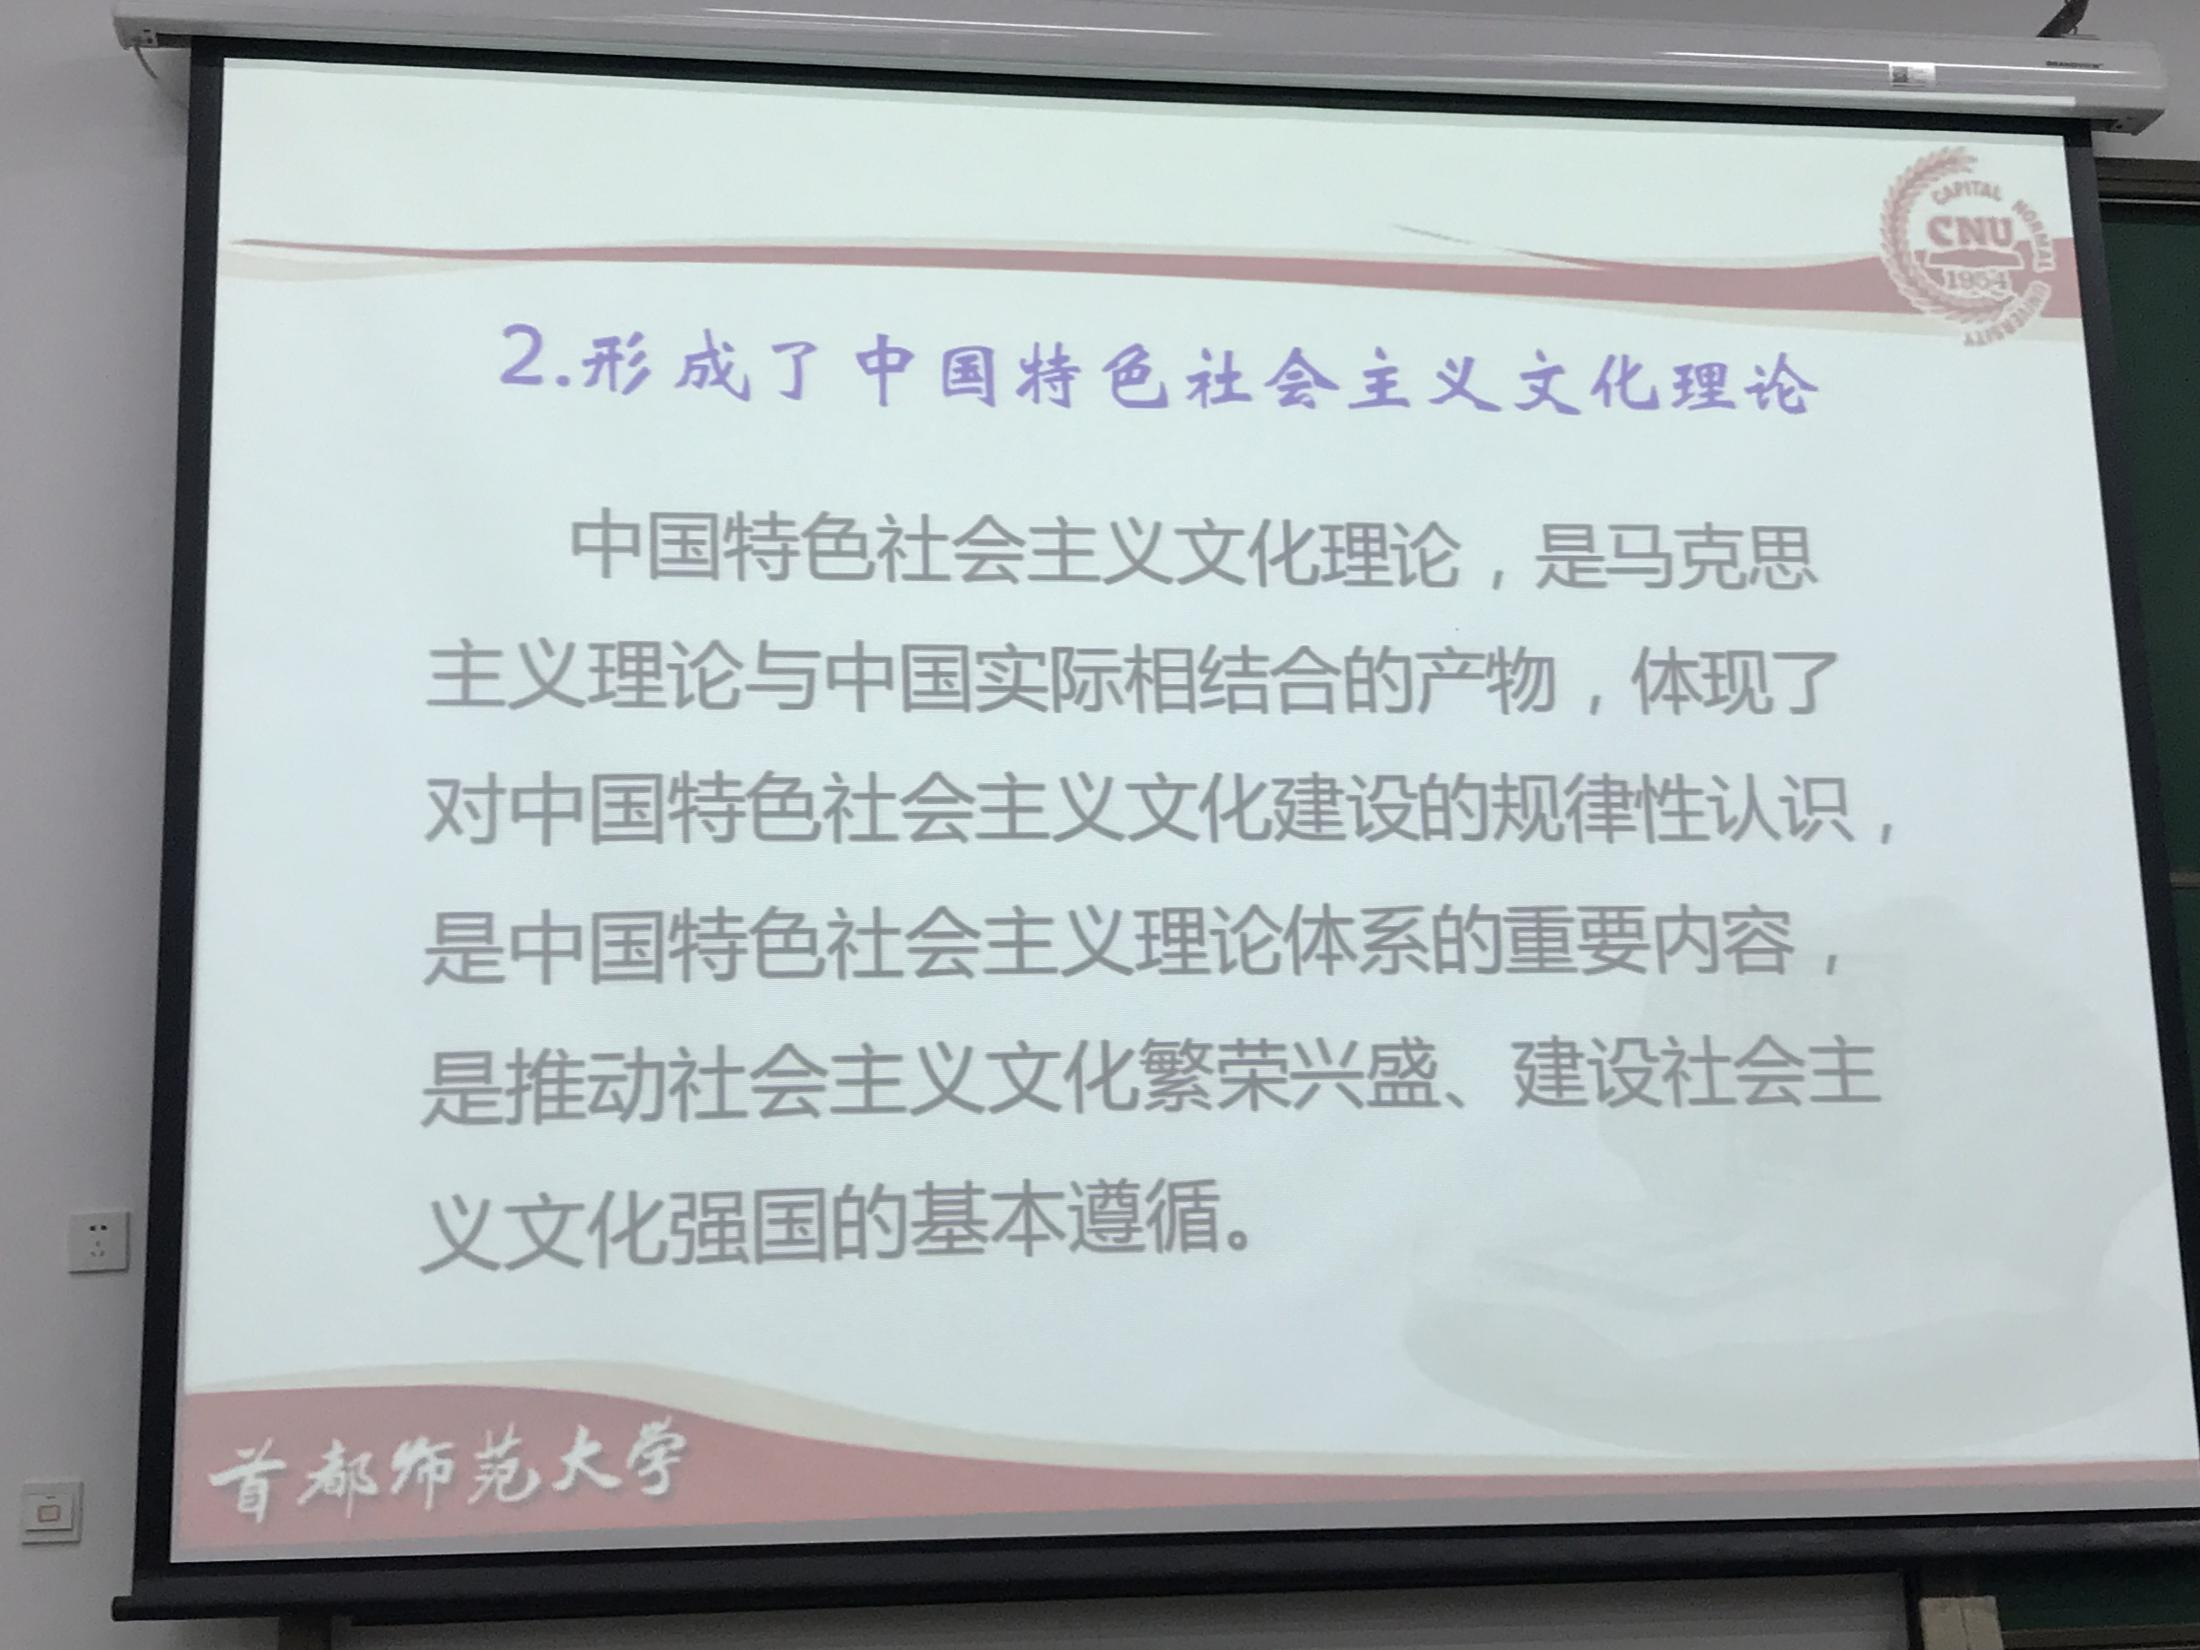 CAPITAL NORMAL UNIVERSITY
CNU
1954
2.形成了中国特色社会主义文化理论
中国特色社会主义文化理论，是马克思
主义理论与中国实际相结合的产物，体现了
对中国特色社会主义文化建设的规律性认识，
是中国特色社会主义理论体系的重要内容，
是推动社会主义文化繁荣兴盛、建设社会主
义文化强国的基本遵循。
首都师范大学